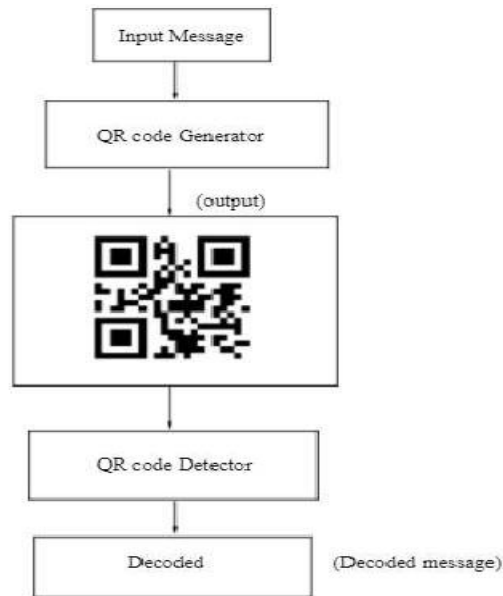 Input Message
QR code Generator
(output)
QR code Detector
Decoded (Decoded message)